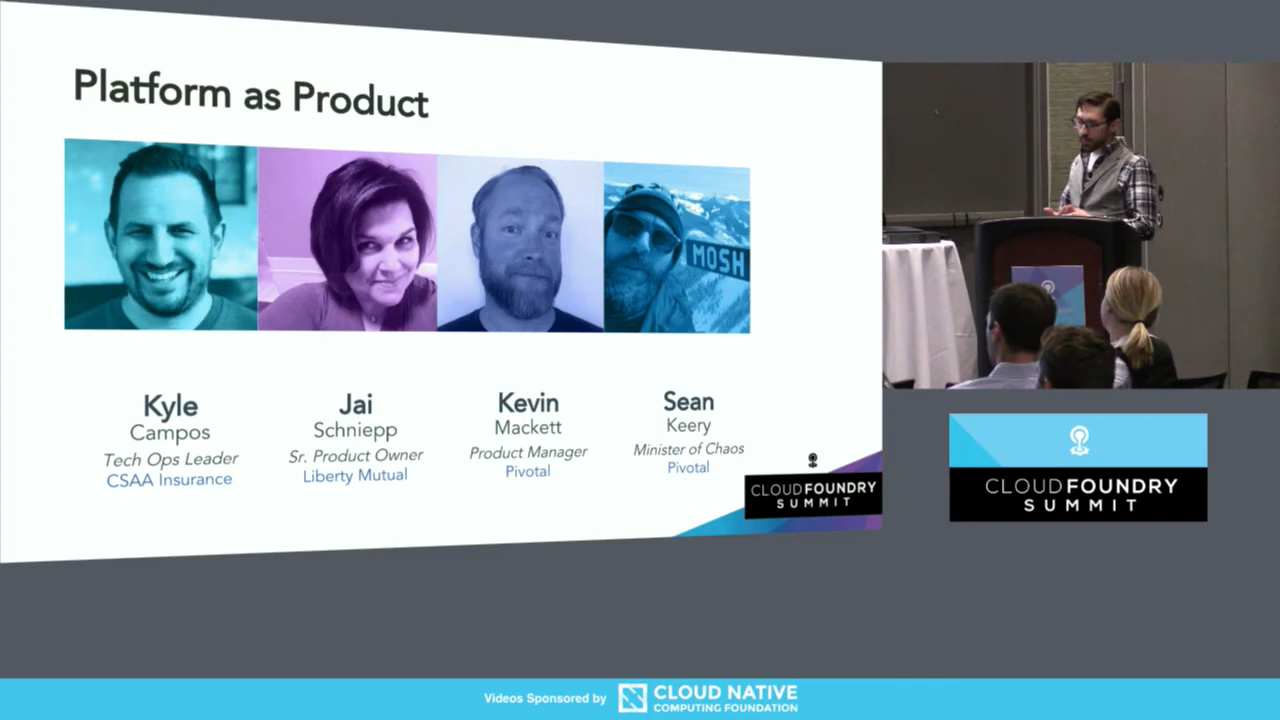 Platform as Product
MOSH
Kyle
Campos
Tech Ops Leader
CSAA Insurance
Jai
Schniepp
Sr. Product Owner
Liberty Mutual
Kevin
Mackett
Product Manager
Pivotal
Sean
Keery
Minister of Chaos
Pivotal
CLOUDFOUNDRY
SUMMIT
CLOUDFOUNDRY
SUMMIT
Videos Sponsored by
CLOUD NATIVE
COMPUTING FOUNDATION